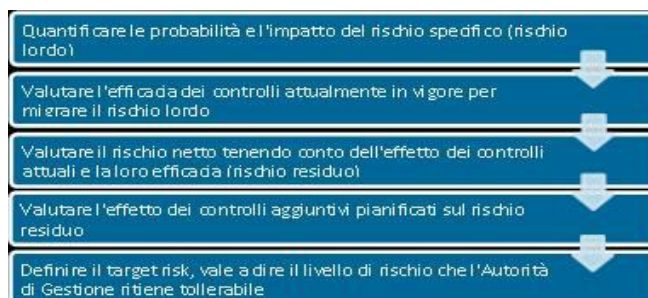 Quantificare le probabilità e l'impatto del rischio specifico (rischio
lordo)
Valutare l'efficacia dei controlli attualmente in vigore per
migrare il rischio lordo
Valutare il rischio netto tenendo conto dell'effetto dei controlli
attuali e la loro efficacia (rischio residuo)
Valutare l'effetto dei controlli aggiuntivi pianificati sul rischio
residuo
Definire il target risk, vale a dire il livello di rischio che l'Autorità
di Gestione ritiene tollerabile